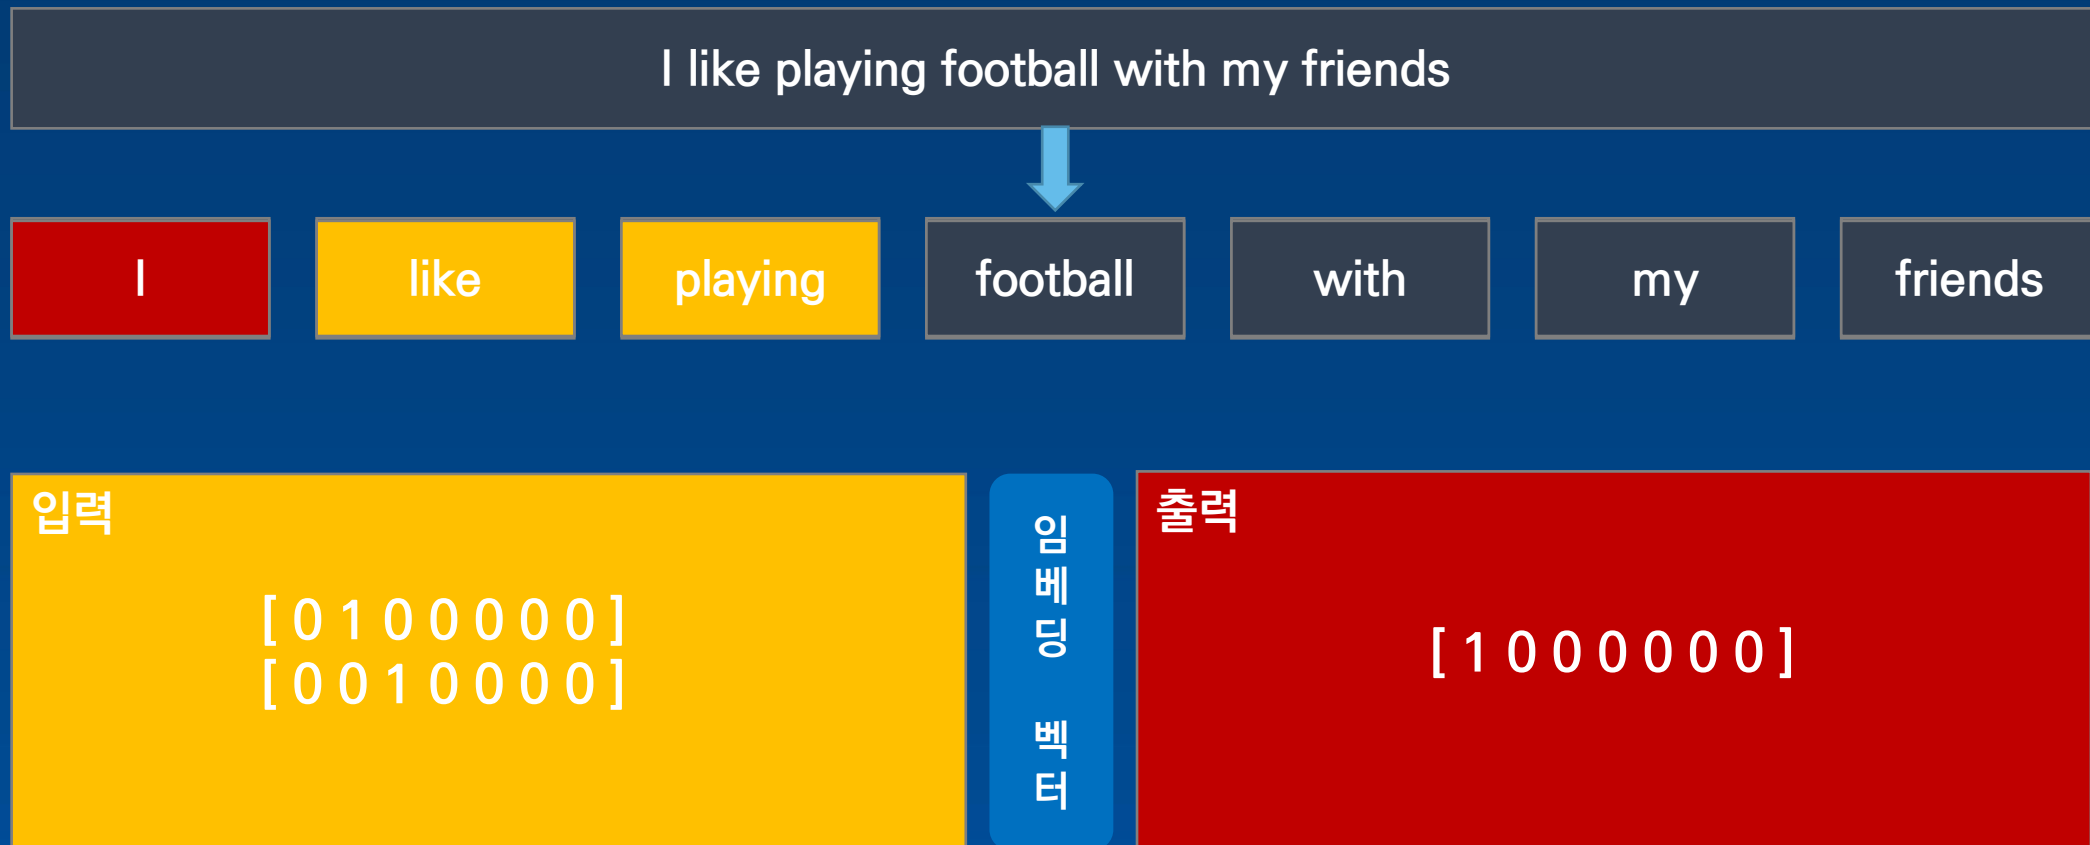 I like playing football with my friends
I
like
playing
football
with
my
friends
입력
[ 0 1 0 0 0 0 0 ]
[ 0 0 1 0 0 0 0 ]
임베딩 벡터
출력
[ 1 0 0 0 0 0 0 ]